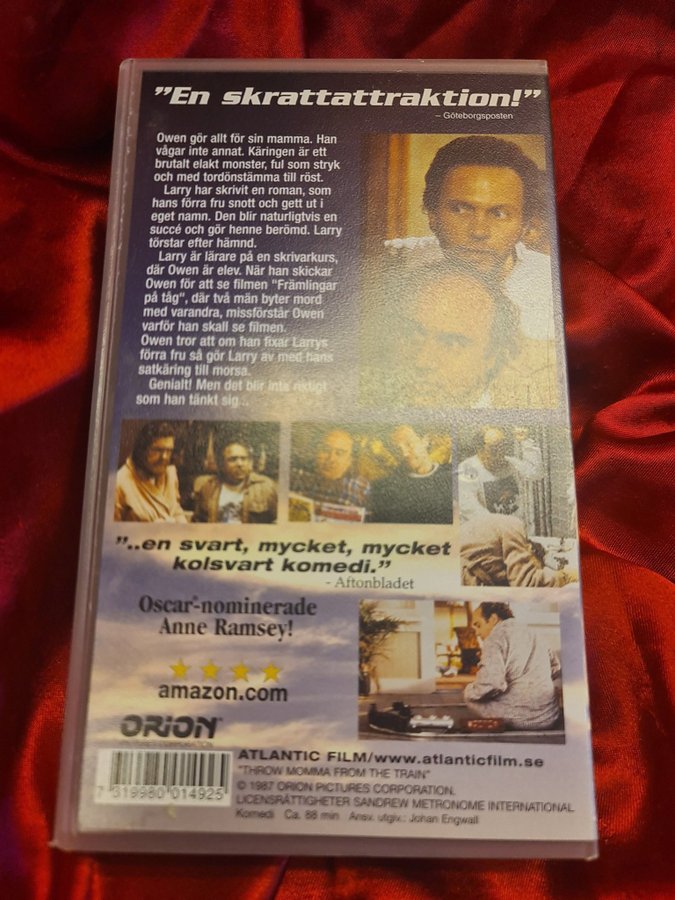 "En skrattattraktion!"
– Göteborgsposten
Owen gör allt för sin mamma. Han
vågar inte annat. Käringen är ett
brutalt elakt monster, ful som stryk
och med tordönstämma till röst.
Larry har skrivit en roman, som
hans förra fru snott och gett ut i
eget namn. Den blir naturligtvis en
succé och gör henne berömd. Larry
törstar efter hämnd.
Larry är lärare på en skrivarkurs,
där Owen är elev. När han skickar
Owen för att se filmen "Främlingar
på tåg", där två män byter mord
med varandra, missförstår Owen
varför han skall se filmen.
Owen tror att om han fixar Larrys
förra fru så gör Larry av med hans
satkäring till morsa.
Genialt! Men det blir inte riktigt
som han tänkt sig...
"..en svart, mycket, mycket
kolsvart komedi."
- Aftonbladet
Oscar®-nominerade
Anne Ramsey!
amazon.com
ORION
PICTURES CORPORATION
ATLANTIC FILM/www.atlanticfilm.se
"THROW MOMMA FROM THE TRAIN"
© 1987 ORION PICTURES CORPORATION.
LICENSRÄTTIGHETER SANDREW METRONOME INTERNATIONAL
Komedi Ca. 88 min Ansv. utgiv.: Johan Engwall
7 319980 014925